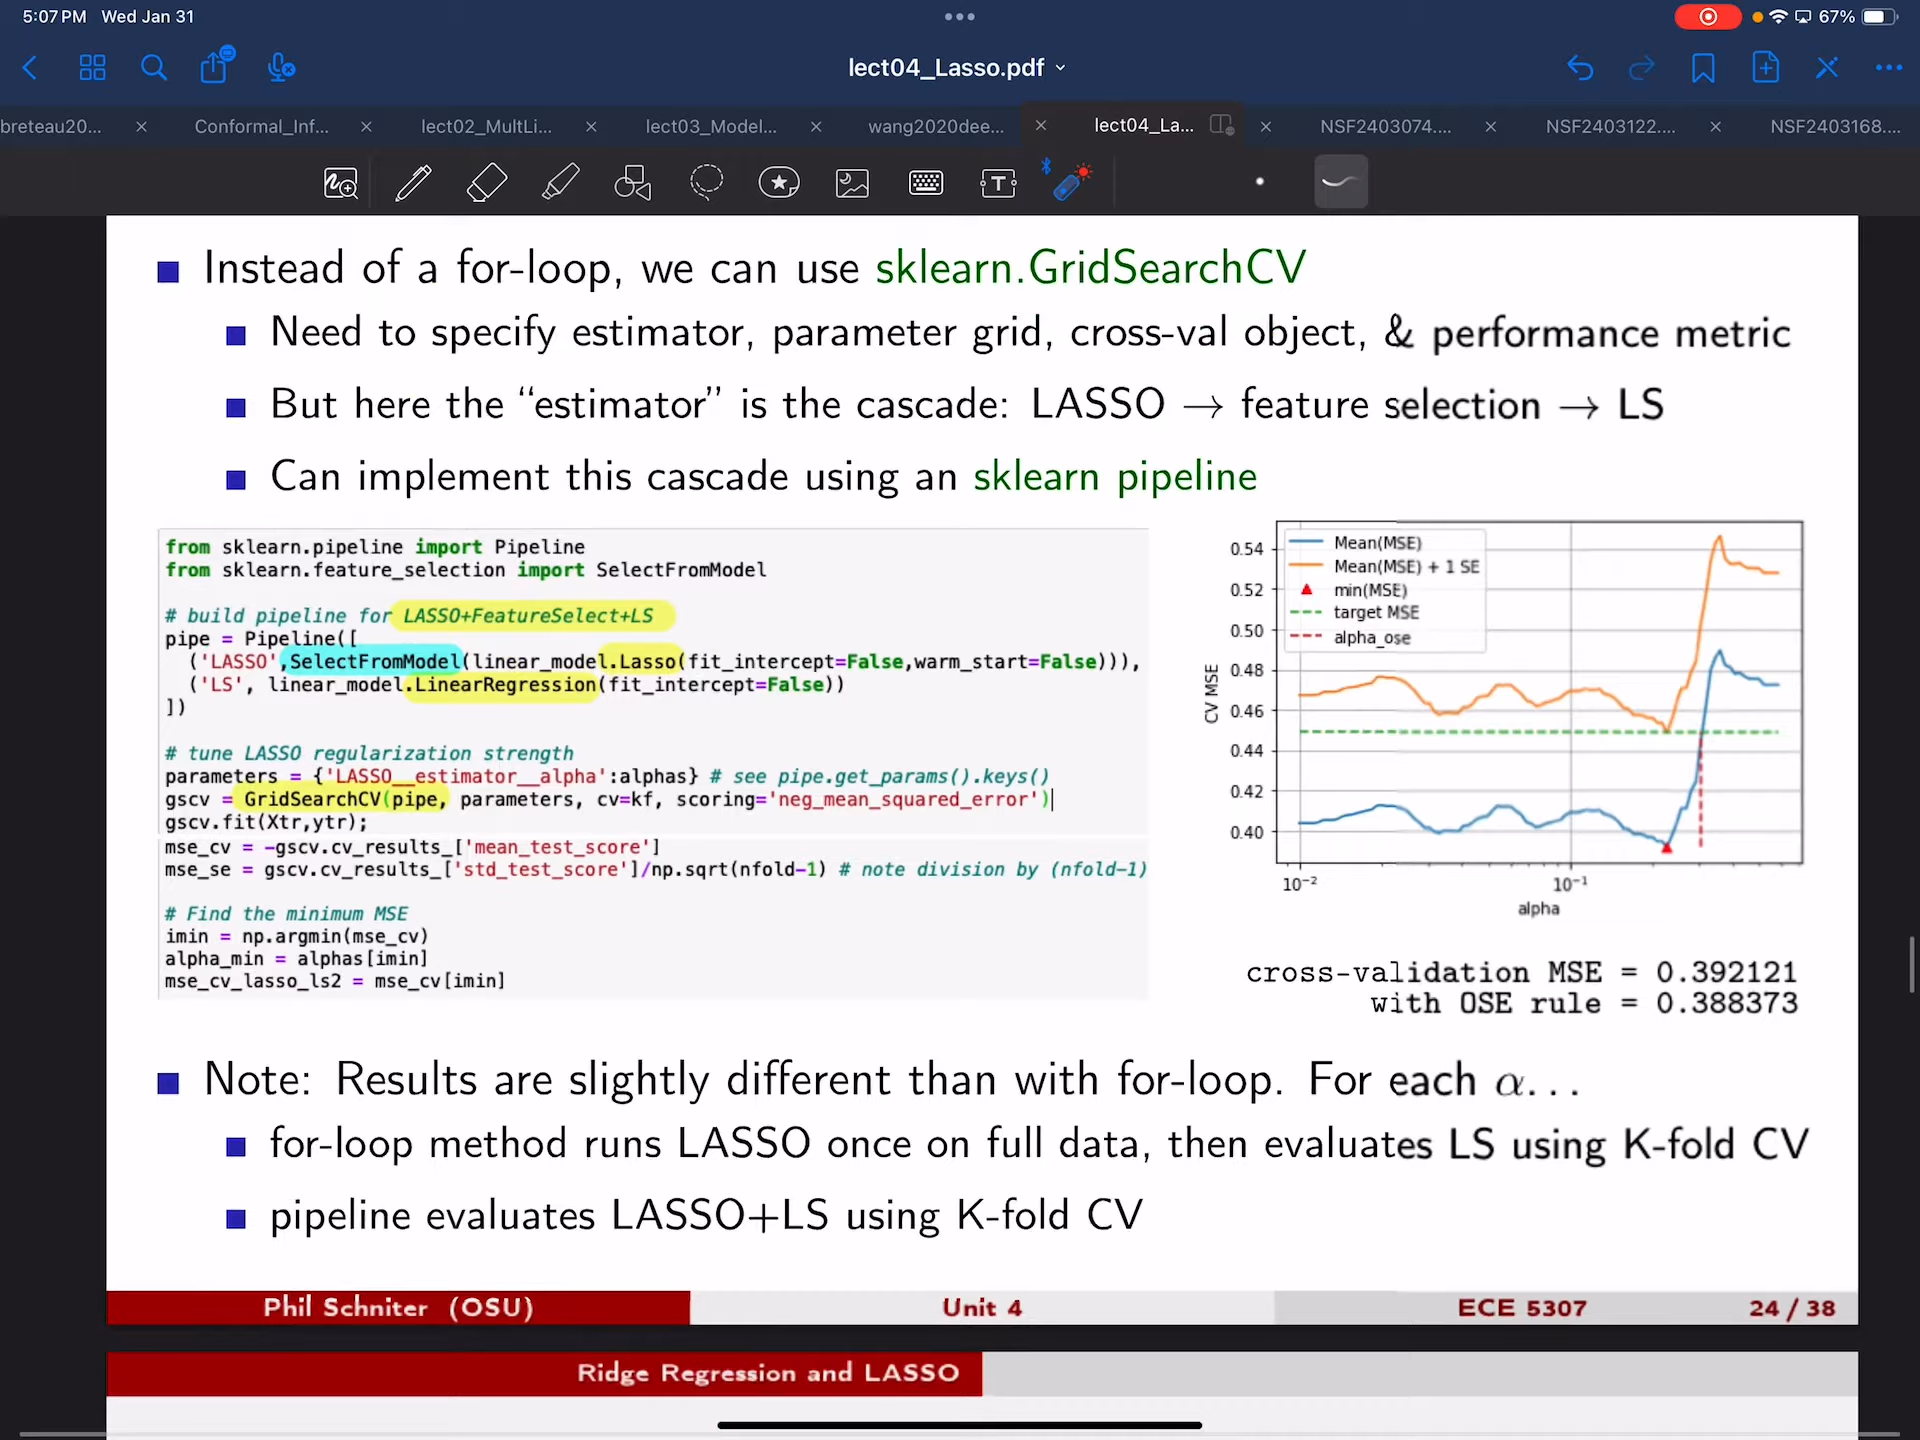 5:07 PM Wed Jan 31
67%
lect04_Lasso.pdf
breteau20...
Conformal_Inf...
lect02_MultLi...
lect03_Model...
wang2020dee...
lect04_La...
NSF2403074....
NSF2403122....
NSF2403168....
Instead of a for-loop, we can use sklearn.GridSearchCV
Need to specify estimator, parameter grid, cross-val object, & performance metric
But here the “estimator” is the cascade: LASSO → feature selection → LS
Can implement this cascade using an sklearn pipeline
from sklearn.pipeline import Pipeline
from sklearn.feature_selection import SelectFromModel
# build pipeline for LASSO+FeatureSelect+LS
pipe = Pipeline([
('LASSO',SelectFromModel(linear_model.Lasso(fit_intercept=False,warm_start=False))),
('LS', linear_model.LinearRegression(fit_intercept=False))
])
# tune LASSO regularization strength
parameters = {'LASSO__estimator__alpha':alphas} # see pipe.get_params().keys()
gscv = GridSearchCV(pipe, parameters, cv=kf, scoring='neg_mean_squared_error')
gscv.fit(Xtr,ytr);
mse_cv = -gscv.cv_results_['mean_test_score']
mse_se = gscv.cv_results_['std_test_score']/np.sqrt(nfold-1) # note division by (nfold-1)
# Find the minimum MSE
imin = np.argmin(mse_cv)
alpha_min = alphas[imin]
mse_cv_lasso_ls2 = mse_cv[imin]
Mean(MSE)
Mean(MSE) + 1 SE
min(MSE)
target MSE
alpha_ose
CV MSE
0.54
0.52
0.50
0.48
0.46
0.44
0.42
0.40
10⁻²
10⁻¹
alpha
cross-validation MSE = 0.392121
with OSE rule = 0.388373
Note: Results are slightly different than with for-loop. For each α...
for-loop method runs LASSO once on full data, then evaluates LS using K-fold CV
pipeline evaluates LASSO+LS using K-fold CV
Phil Schniter (OSU)
Unit 4
ECE 5307
24 / 38
Ridge Regression and LASSO